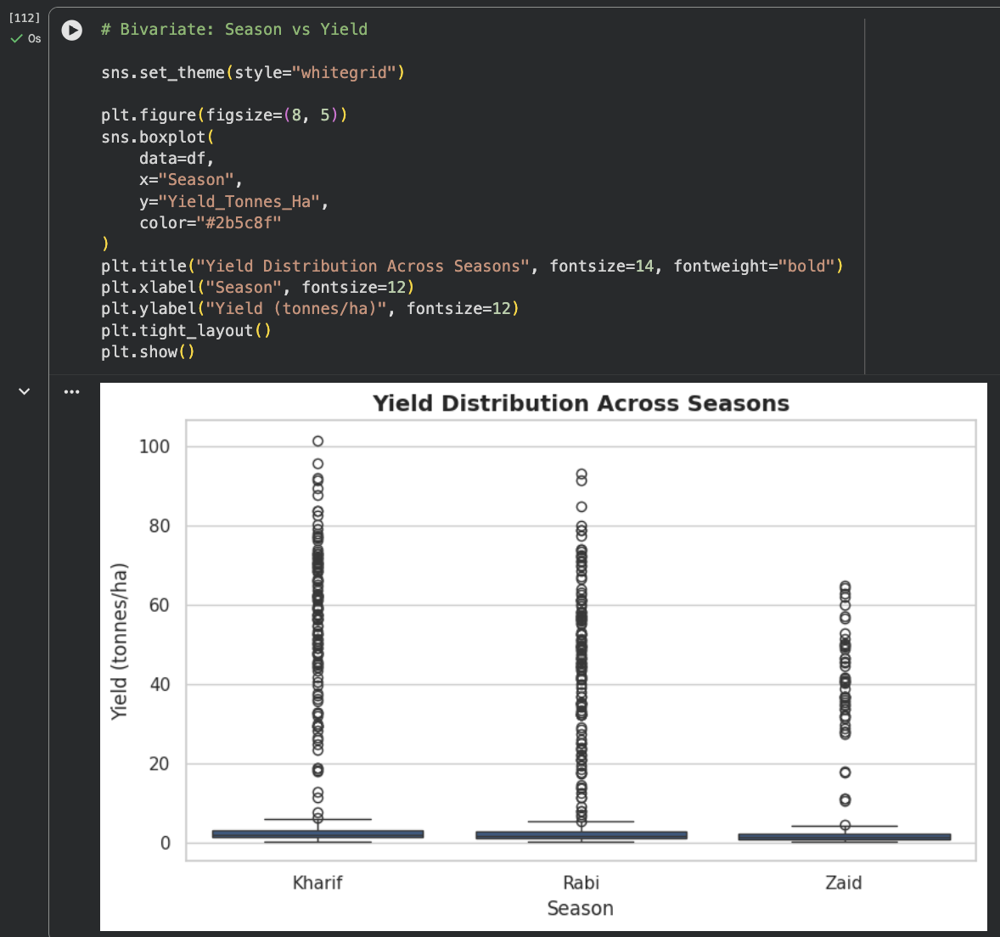 [112]
0s
# Bivariate: Season vs Yield
sns.set_theme(style="whitegrid")
plt.figure(figsize=(8, 5))
sns.boxplot(
    data=df,
    x="Season",
    y="Yield_Tonnes_Ha",
    color="#2b5c8f"
)
plt.title("Yield Distribution Across Seasons", fontsize=14, fontweight="bold")
plt.xlabel("Season", fontsize=12)
plt.ylabel("Yield (tonnes/ha)", fontsize=12)
plt.tight_layout()
plt.show()
Yield Distribution Across Seasons
100
80
60
40
20
0
Yield (tonnes/ha)
Kharif Rabi Zaid
Season